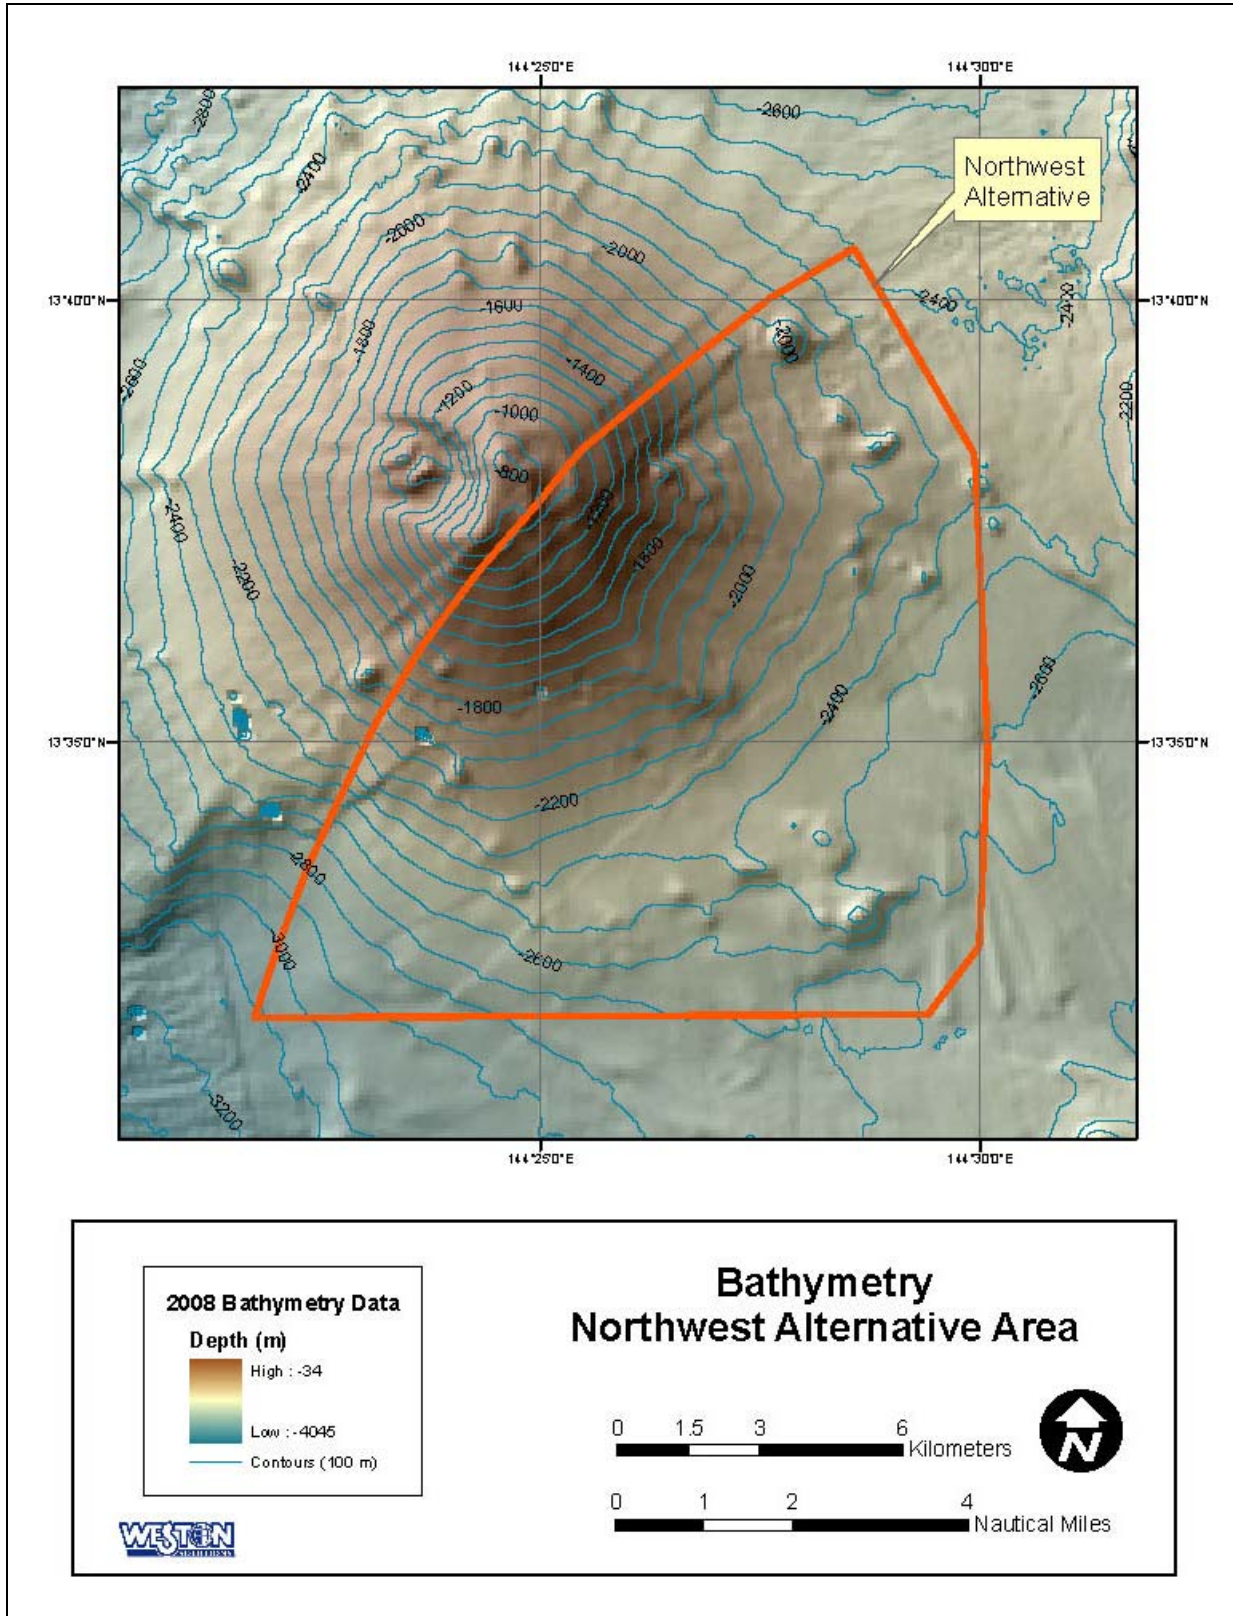 144°25'0"E 144°30'0"E
-2800
-2600
-2400
Northwest
Alternative
-2000
-2000
13°40'0"N 13°40'0"N
-2400
-2400
-1600
-1800
-2000
-1400
-2600
-1200
-2200
-1000
-800
-2400
-1800
-2200
-2000
-2600
-2400
-1800
13°35'0"N 13°35'0"N
-2200
-2800
-3000
-2600
-3200
144°25'0"E 144°30'0"E
2008 Bathymetry Data
Depth (m)
High : -34
Low : -4045
Contours (100 m)
WESTON
SOLUTIONS
Bathymetry
Northwest Alternative Area
0 1.5 3 6
Kilometers
0 1 2 4
Nautical Miles
N